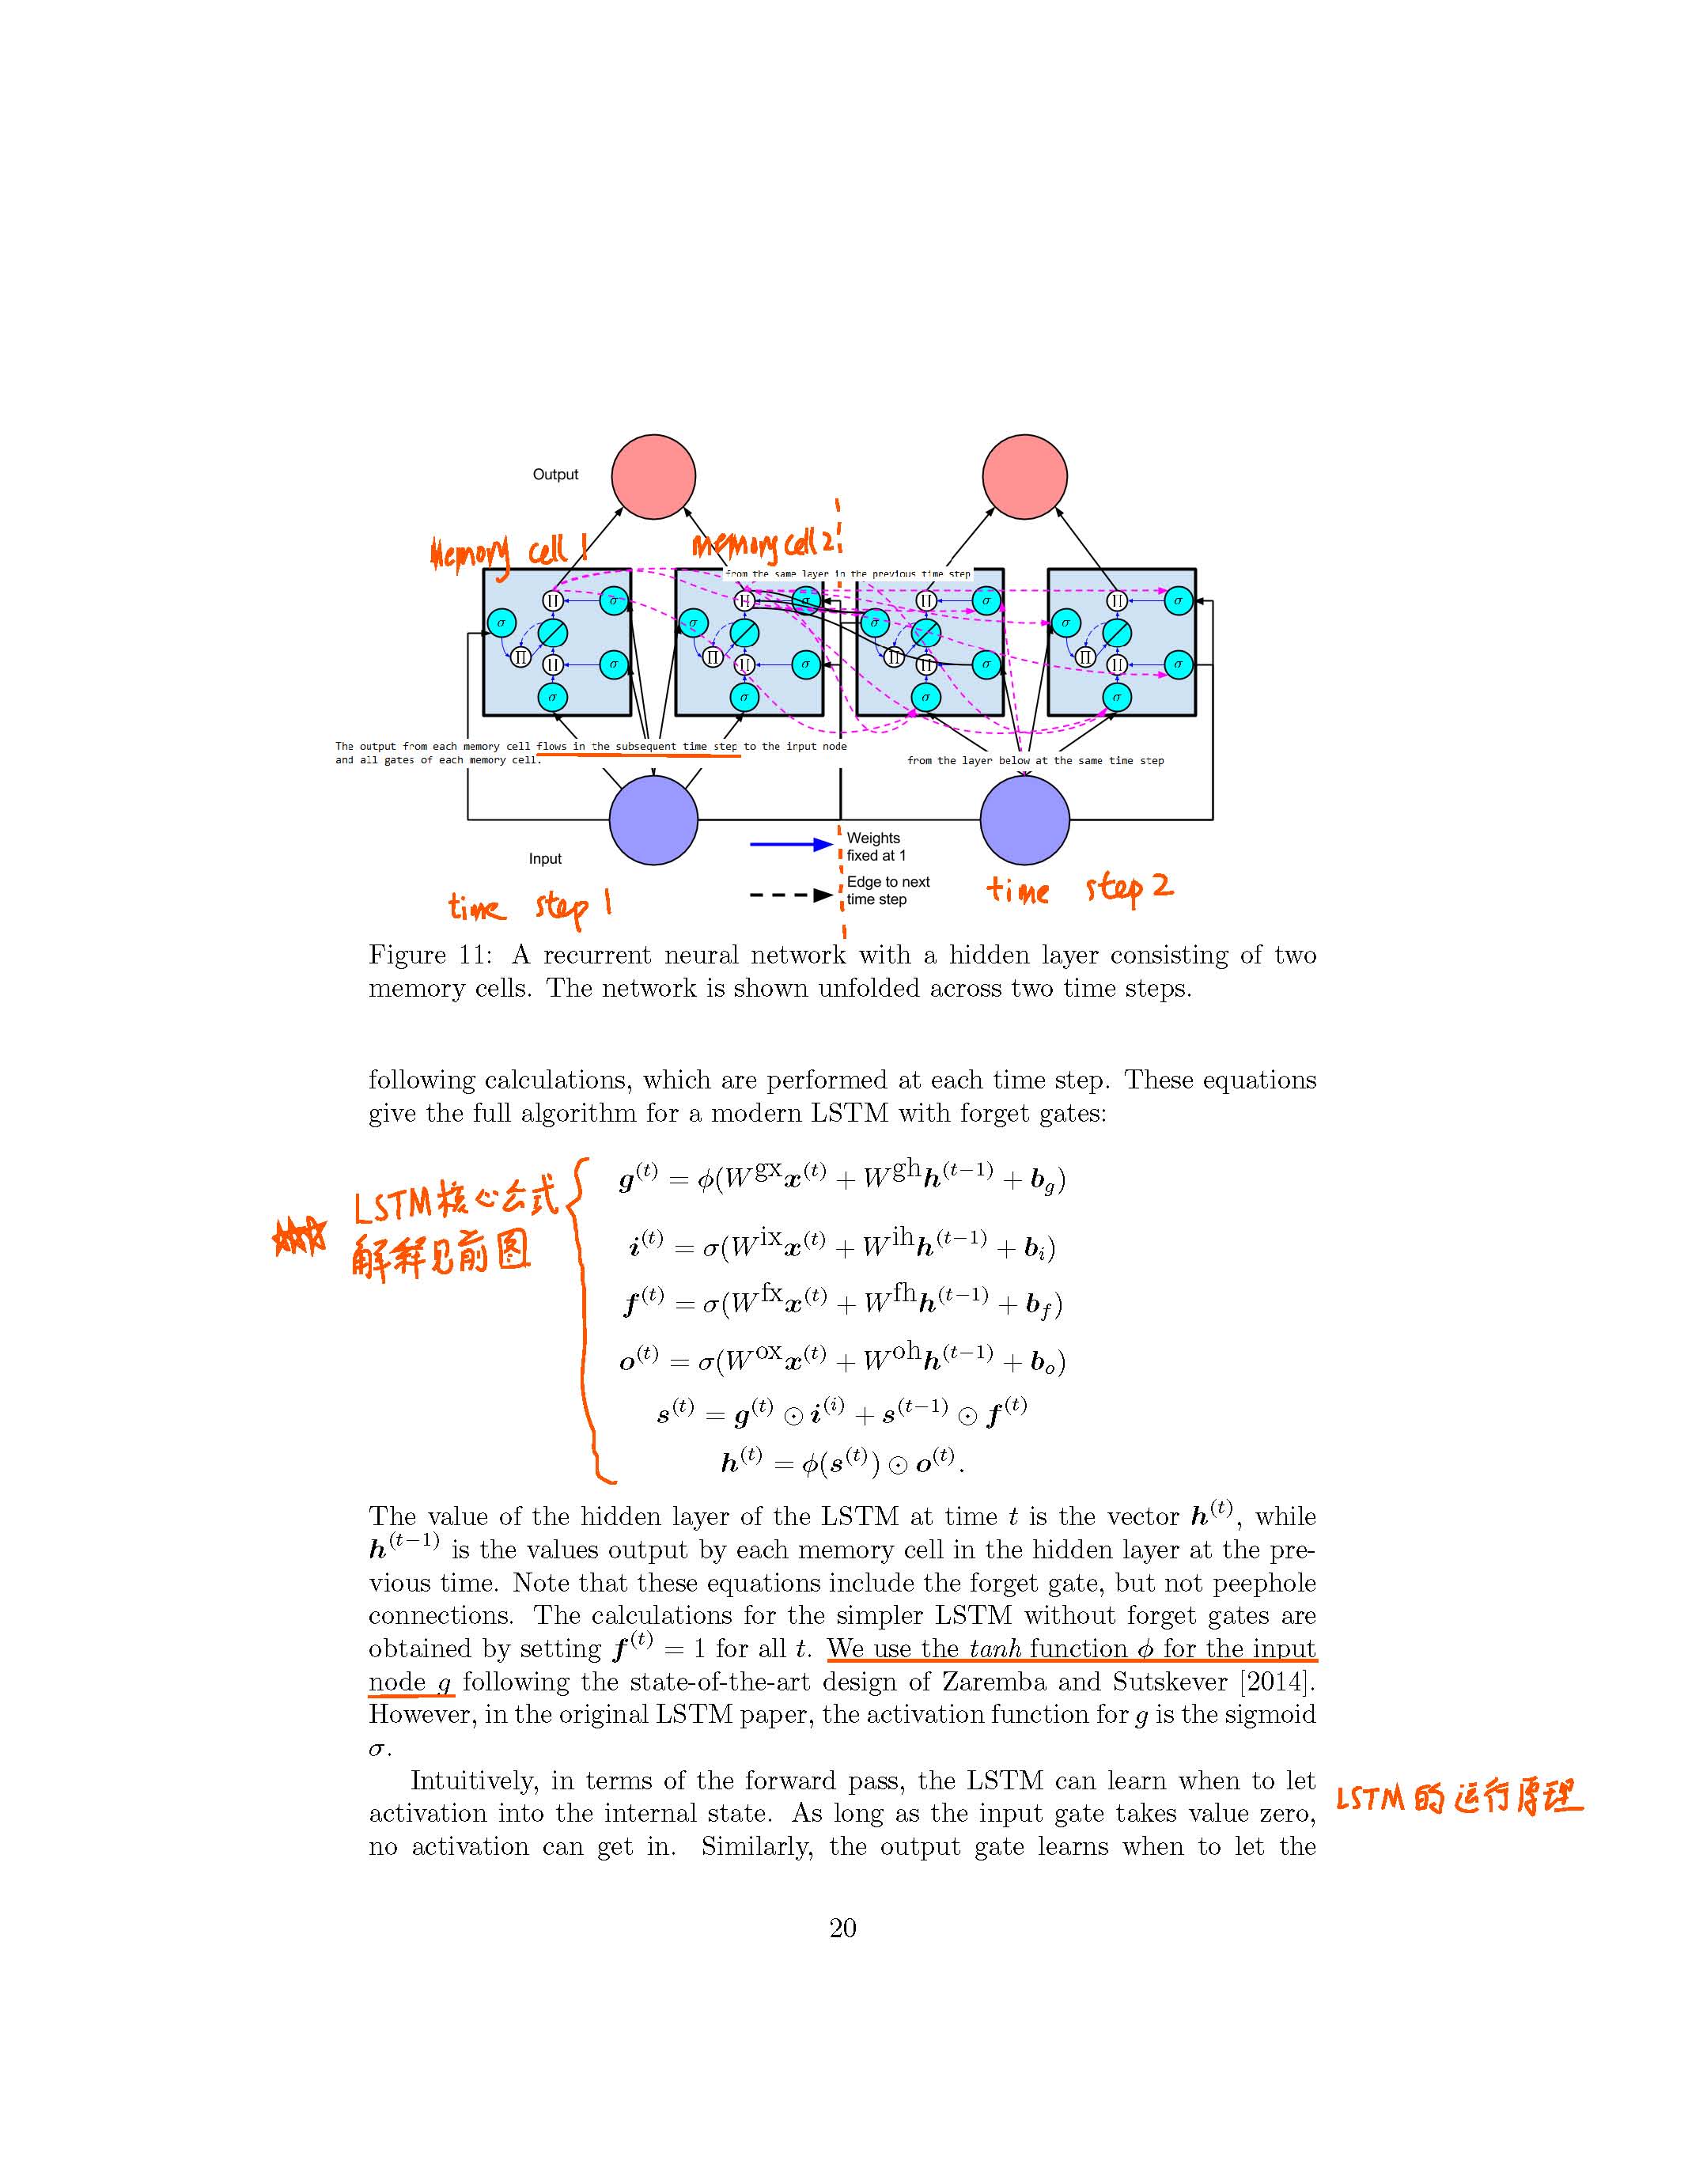 Output
Memory cell 1
Memory cell 2
from the same layer in the previous time step
The output from each memory cell flows in the subsequent time step to the input node
and all gates of each memory cell.
from the layer below at the same time step
Input
Weights
fixed at 1
Edge to next
time step
time step 1
time step 2
Figure 11: A recurrent neural network with a hidden layer consisting of two
memory cells. The network is shown unfolded across two time steps.
following calculations, which are performed at each time step. These equations
give the full algorithm for a modern LSTM with forget gates:
LSTM核心公式
解释见前图
g^(t) = ϕ(W^gx x^(t) + W^gh h^(t−1) + b_g)
i^(t) = σ(W^ix x^(t) + W^ih h^(t−1) + b_i)
f^(t) = σ(W^fx x^(t) + W^fh h^(t−1) + b_f)
o^(t) = σ(W^ox x^(t) + W^oh h^(t−1) + b_o)
s^(t) = g^(t) ⊙ i^(i) + s^(t−1) ⊙ f^(t)
h^(t) = ϕ(s^(t)) ⊙ o^(t).
The value of the hidden layer of the LSTM at time t is the vector h^(t), while
h^(t−1) is the values output by each memory cell in the hidden layer at the pre-
vious time. Note that these equations include the forget gate, but not peephole
connections. The calculations for the simpler LSTM without forget gates are
obtained by setting f^(t) = 1 for all t. We use the tanh function ϕ for the input
node g following the state-of-the-art design of Zaremba and Sutskever [2014].
However, in the original LSTM paper, the activation function for g is the sigmoid
σ.
Intuitively, in terms of the forward pass, the LSTM can learn when to let
activation into the internal state. As long as the input gate takes value zero,
no activation can get in. Similarly, the output gate learns when to let the
LSTM的运行原理
20